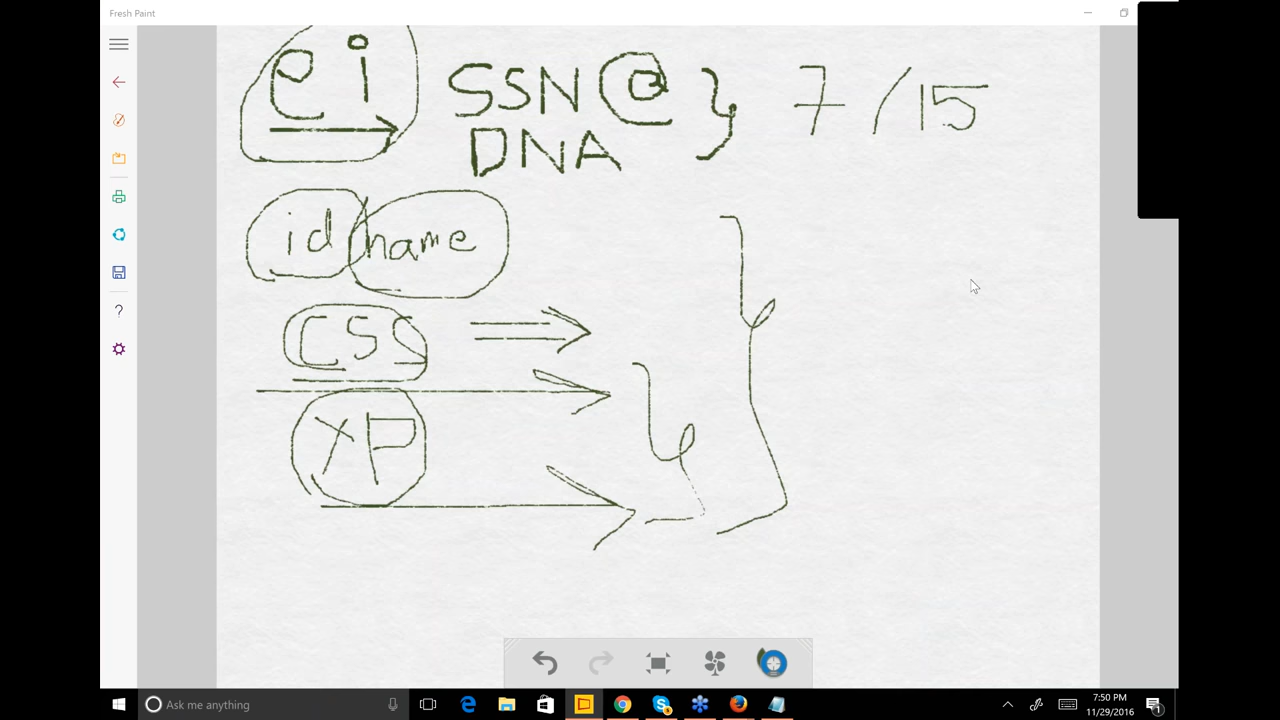 Fresh Paint
ei SSN @ } 7/15
DNA
id name
CSS
XP
?
Ask me anything
7:50 PM
11/29/2016
1